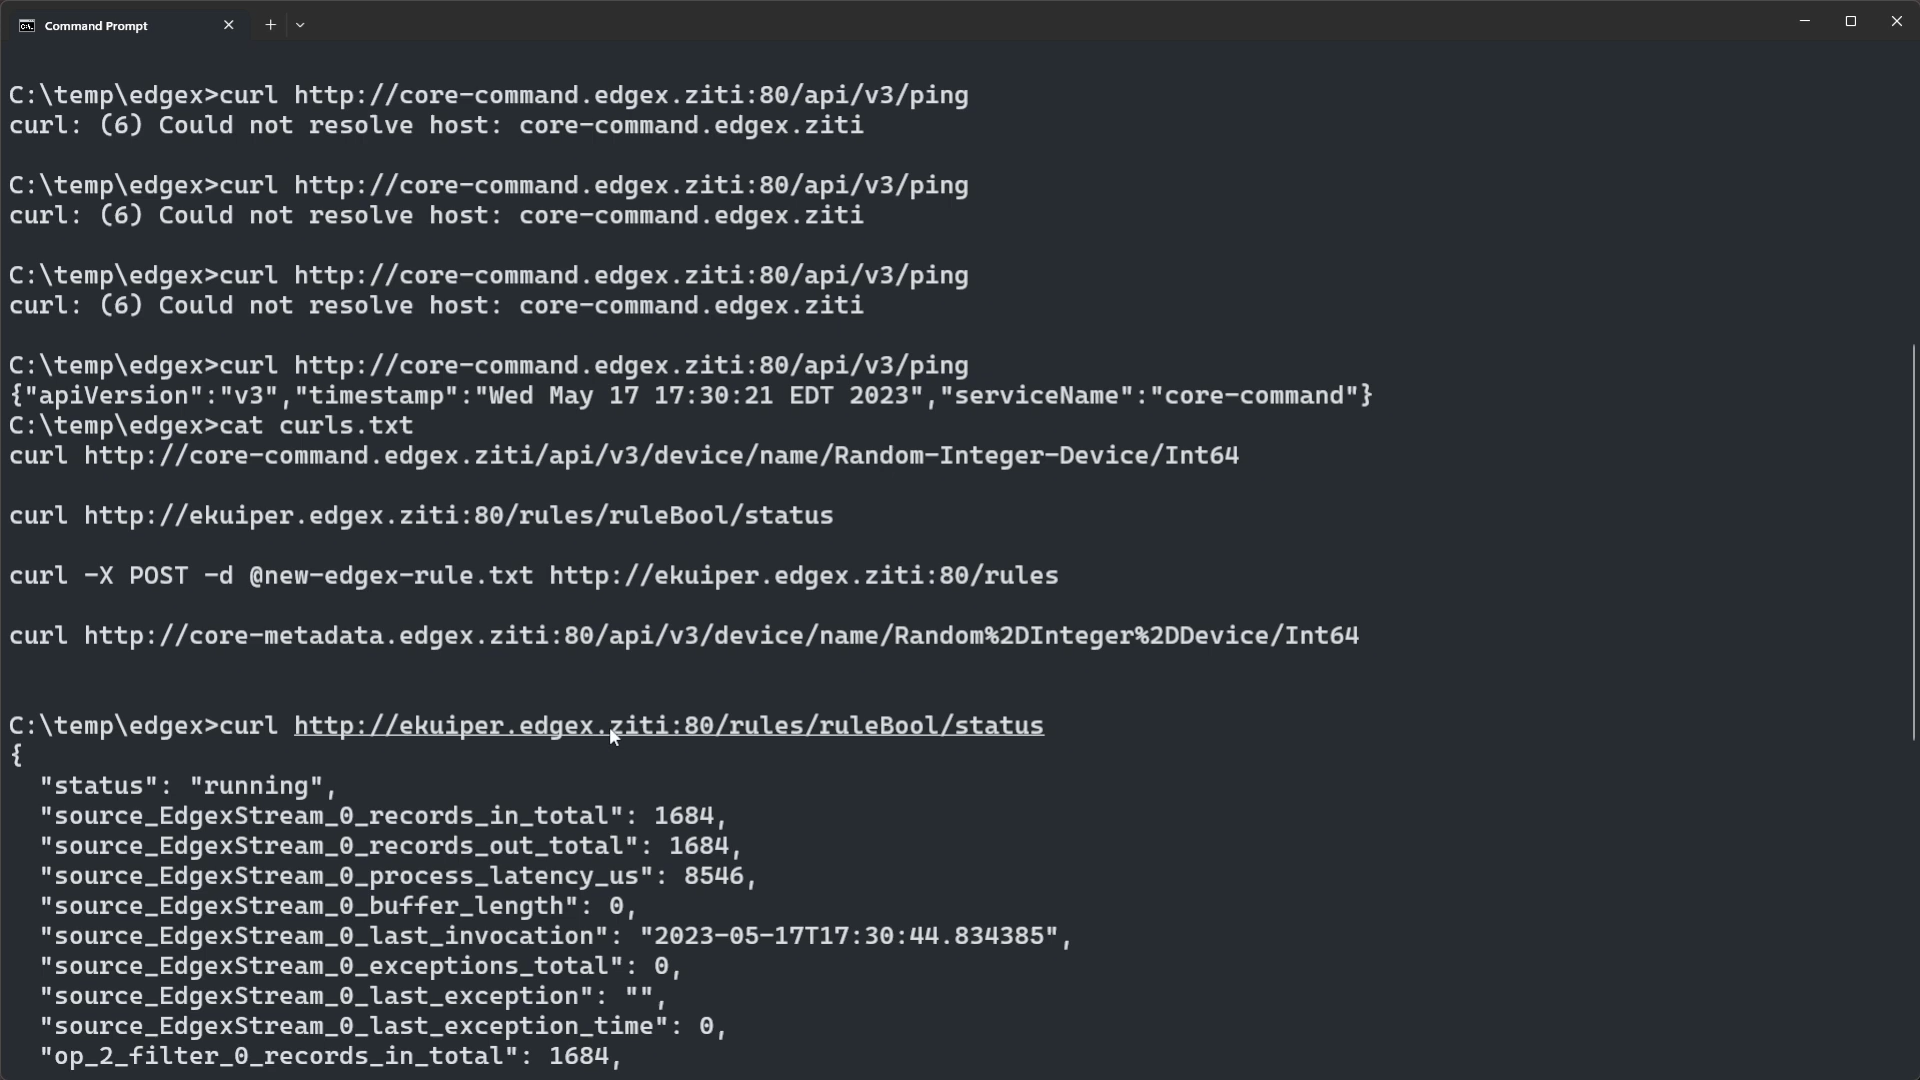 Command Prompt
C:\temp\edgex>curl http://core-command.edgex.ziti:80/api/v3/ping
curl: (6) Could not resolve host: core-command.edgex.ziti
C:\temp\edgex>curl http://core-command.edgex.ziti:80/api/v3/ping
curl: (6) Could not resolve host: core-command.edgex.ziti
C:\temp\edgex>curl http://core-command.edgex.ziti:80/api/v3/ping
curl: (6) Could not resolve host: core-command.edgex.ziti
C:\temp\edgex>curl http://core-command.edgex.ziti:80/api/v3/ping
{"apiVersion":"v3","timestamp":"Wed May 17 17:30:21 EDT 2023","serviceName":"core-command"}
C:\temp\edgex>cat curls.txt
curl http://core-command.edgex.ziti/api/v3/device/name/Random-Integer-Device/Int64
curl http://ekuiper.edgex.ziti:80/rules/ruleBool/status
curl -X POST -d @new-edgex-rule.txt http://ekuiper.edgex.ziti:80/rules
curl http://core-metadata.edgex.ziti:80/api/v3/device/name/Random%2DInteger%2DDevice/Int64
C:\temp\edgex>curl http://ekuiper.edgex.ziti:80/rules/ruleBool/status
{
"status": "running",
"source_EdgexStream_0_records_in_total": 1684,
"source_EdgexStream_0_records_out_total": 1684,
"source_EdgexStream_0_process_latency_us": 8546,
"source_EdgexStream_0_buffer_length": 0,
"source_EdgexStream_0_last_invocation": "2023-05-17T17:30:44.834385",
"source_EdgexStream_0_exceptions_total": 0,
"source_EdgexStream_0_last_exception": "",
"source_EdgexStream_0_last_exception_time": 0,
"op_2_filter_0_records_in_total": 1684,